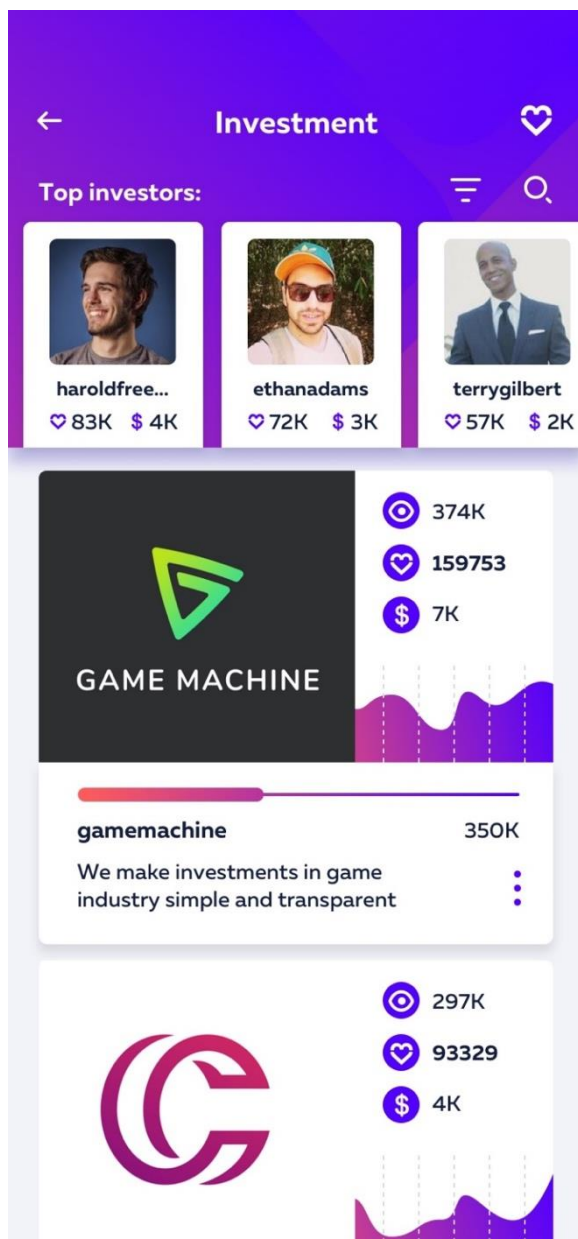 Investment
Top investors:
haroldfree...
83K $ 4K
ethanadams
72K $ 3K
terrygilbert
57K $ 2K
GAME MACHINE
374K
159753
$ 7K
gamemachine 350K
We make investments in game
industry simple and transparent
297K
93329
$ 4K